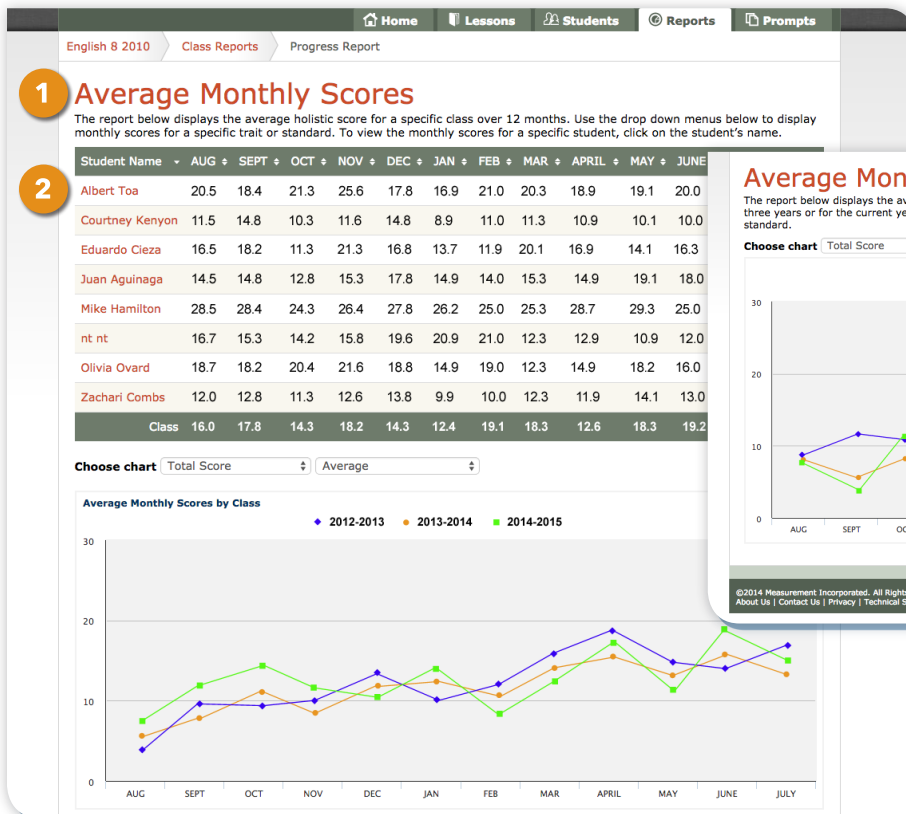 Home Lessons Students Reports Prompts
English 8 2010 Class Reports Progress Report
1
Average Monthly Scores
The report below displays the average holistic score for a specific class over 12 months. Use the drop down menus below to display
monthly scores for a specific trait or standard. To view the monthly scores for a specific student, click on the student's name.
2
Student Name AUG SEPT OCT NOV DEC JAN FEB MAR APRIL MAY JUNE
Albert Toa 20.5 18.4 21.3 25.6 17.8 16.9 21.0 20.3 18.9 19.1 20.0
Courtney Kenyon 11.5 14.8 10.3 11.6 14.8 8.9 11.0 11.3 10.9 10.1 10.0
Eduardo Cieza 16.5 18.2 11.3 21.3 16.8 13.7 11.9 20.1 16.9 14.1 16.3
Juan Aguinaga 14.5 14.8 12.8 15.3 17.8 14.9 14.0 15.3 14.9 19.1 18.0
Mike Hamilton 28.5 28.4 24.3 26.4 27.8 26.2 25.0 25.3 28.7 29.3 25.0
nt nt 16.7 15.3 14.2 15.8 19.6 20.9 21.0 12.3 12.9 10.9 12.0
Olivia Ovard 18.7 18.2 20.4 21.6 18.8 14.9 19.0 12.3 14.9 18.2 16.0
Zachari Combs 12.0 12.8 11.3 12.6 13.8 9.9 10.0 12.3 11.9 14.1 13.0
Class 16.0 17.8 14.3 18.2 14.3 12.4 19.1 18.3 12.6 18.3 19.2
Choose chart Total Score Average
Average Monthly Scores by Class
2012-2013 2013-2014 2014-2015
30
20
10
0
AUG SEPT OCT NOV DEC JAN FEB MAR APRIL MAY JUNE JULY
Average Mon
The report below displays the av
three years or for the current ye
standard.
Choose chart Total Score
30
20
10
0
AUG SEPT OC
©2014 Measurement Incorporated. All Rights
About Us | Contact Us | Privacy | Technical S